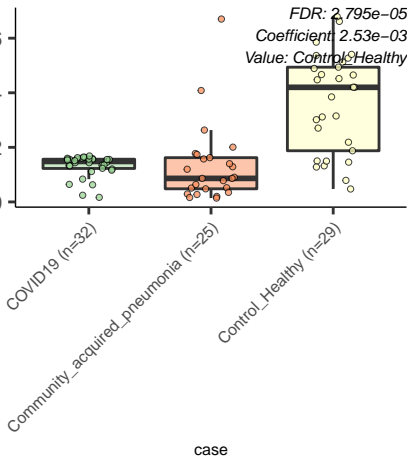 FDR: 2.795e−05
Coefficient: 2.53e−03
Value: Control_Healthy
COVID19 (n=32)
Community_acquired_pneumonia (n=25)
Control_Healthy (n=29)
case